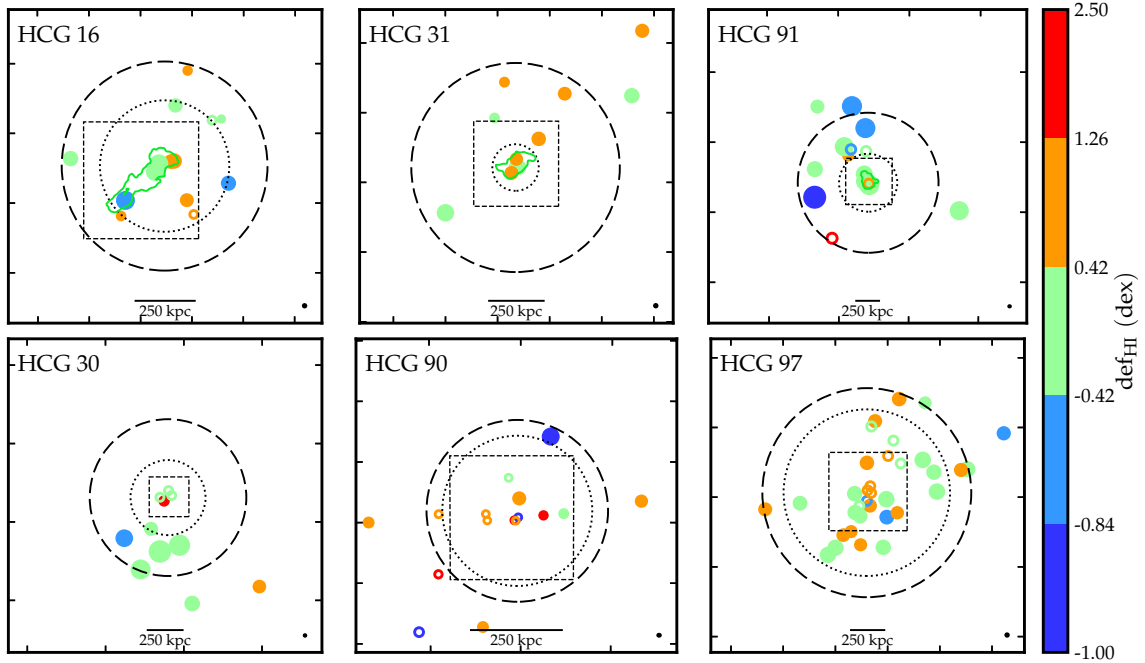 HCG 16
250 kpc
HCG 31
250 kpc
HCG 91
250 kpc
HCG 30
250 kpc
HCG 90
250 kpc
HCG 97
250 kpc
2.50
1.26
0.42
-0.42
-0.84
-1.00
def_HI (dex)